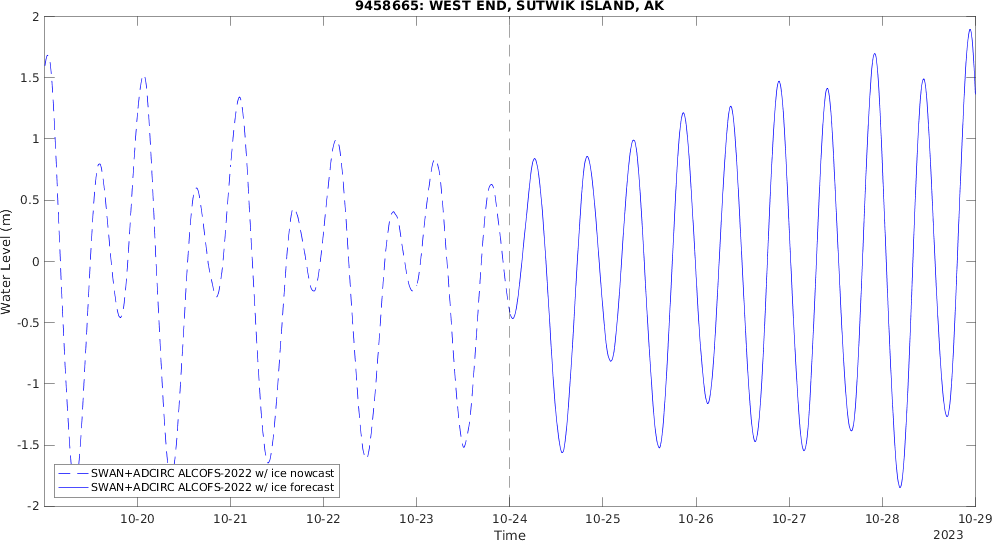 9458665: WEST END, SUTWIK ISLAND, AK
2
1.5
1
0.5
0
-0.5
-1
-1.5
-2
Water Level (m)
SWAN+ADCIRC ALCOFS-2022 w/ ice nowcast
SWAN+ADCIRC ALCOFS-2022 w/ ice forecast
10-20 10-21 10-22 10-23 10-24 10-25 10-26 10-27 10-28 10-29
Time
2023